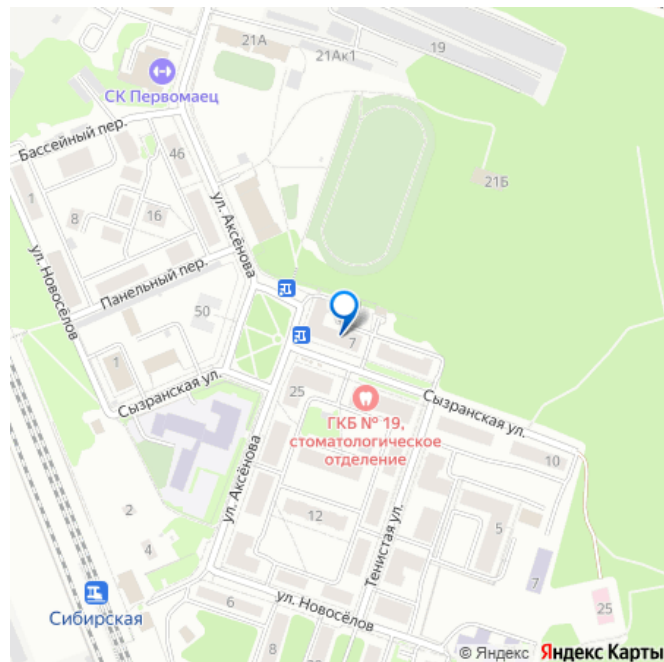 21А
21Ак1
19
СК Первомаец
Бассейный пер.
46
21Б
1
8
16
ул. Аксёнова
ул. Новосёлов
Панельный пер.
50
7
1
Сызранская ул.
25
Сызранская ул.
ГКБ № 19,
стоматологическое
отделение
10
ул. Аксёнова
2
12
5
4
Тенистая ул.
7
Сибирская
ул. Новосёлов
6
25
8
© Яндекс Яндекс Карты